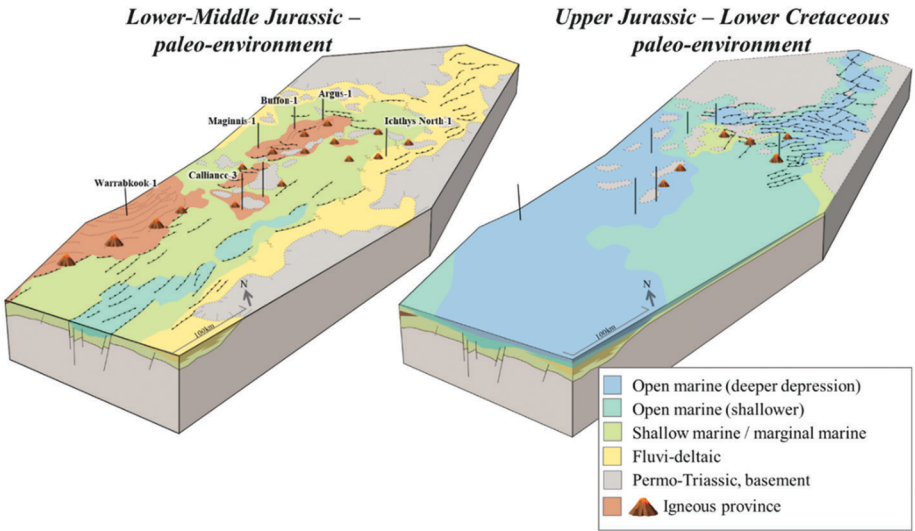 Lower-Middle Jurassic –
paleo-environment
Upper Jurassic – Lower Cretaceous
paleo-environment
Argus-1
Buffon-1
Maginnis-1
Ichthys North-1
Calliance-3
Warrabkook-1
N
100km
N
100km
Open marine (deeper depression)
Open marine (shallower)
Shallow marine / marginal marine
Fluvi-deltaic
Permo-Triassic, basement
Igneous province